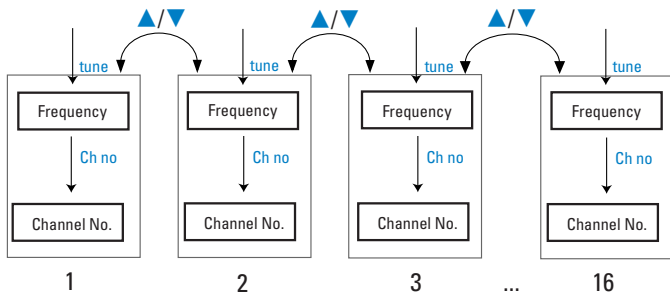 ▲/▼ ▲/▼ ▲/▼
tune tune tune tune
Frequency Frequency Frequency Frequency
Ch no Ch no Ch no Ch no
Channel No. Channel No. Channel No. Channel No.
1 2 3 ... 16